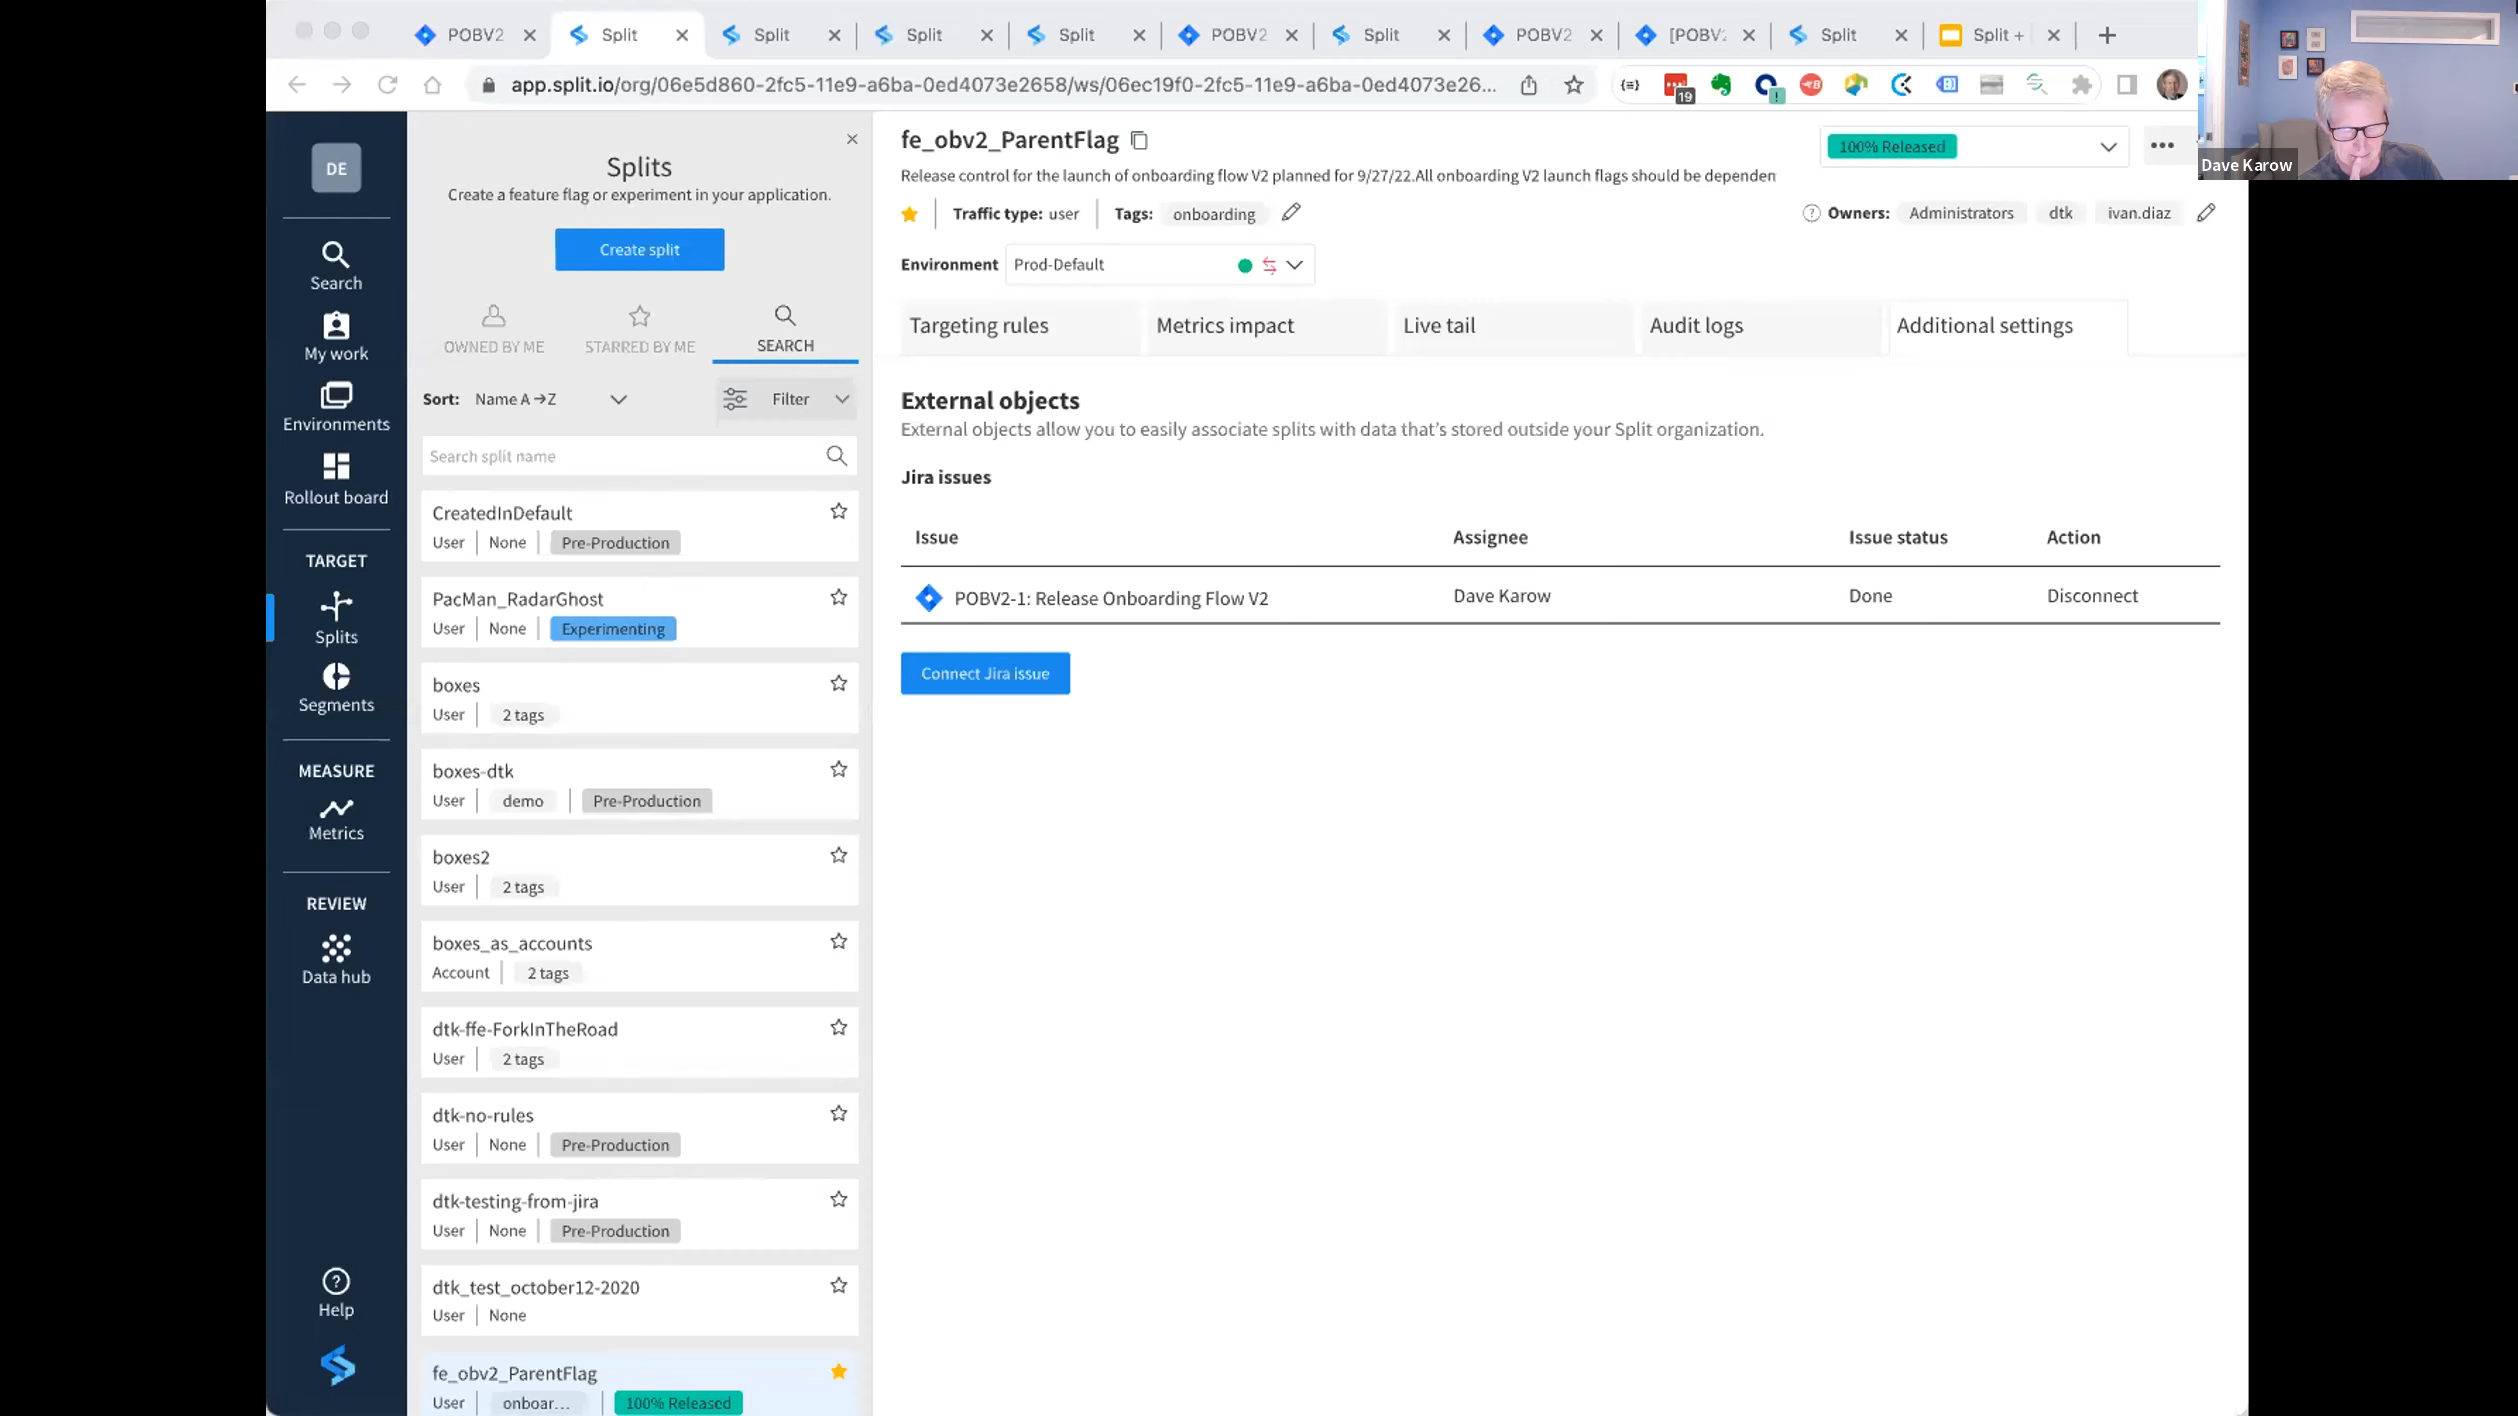 POBV2
Split
Split
Split
Split
POBV2
Split
POBV2
[POBV2
Split
Split +
app.split.io/org/06e5d860-2fc5-11e9-a6ba-0ed4073e2658/ws/06ec19f0-2fc5-11e9-a6ba-0ed4073e26...
19
Dave Karow
DE
Search
My work
Environments
Rollout board
TARGET
Splits
Segments
MEASURE
Metrics
REVIEW
Data hub
Help
Splits
Create a feature flag or experiment in your application.
Create split
OWNED BY ME
STARRED BY ME
SEARCH
Sort: Name A→Z
Filter
Search split name
CreatedInDefault
User | None | Pre-Production
PacMan_RadarGhost
User | None | Experimenting
boxes
User | 2 tags
boxes-dtk
User | demo | Pre-Production
boxes2
User | 2 tags
boxes_as_accounts
Account | 2 tags
dtk-ffe-ForkInTheRoad
User | 2 tags
dtk-no-rules
User | None | Pre-Production
dtk-testing-from-jira
User | None | Pre-Production
dtk_test_october12-2020
User | None
fe_obv2_ParentFlag
User | onboar... | 100% Released
fe_obv2_ParentFlag
100% Released
Release control for the launch of onboarding flow V2 planned for 9/27/22.All onboarding V2 launch flags should be dependen
Traffic type: user | Tags: onboarding
Owners: Administrators dtk ivan.diaz
Environment Prod-Default
Targeting rules
Metrics impact
Live tail
Audit logs
Additional settings
External objects
External objects allow you to easily associate splits with data that's stored outside your Split organization.
Jira issues
Issue Assignee Issue status Action
POBV2-1: Release Onboarding Flow V2 Dave Karow Done Disconnect
Connect Jira issue